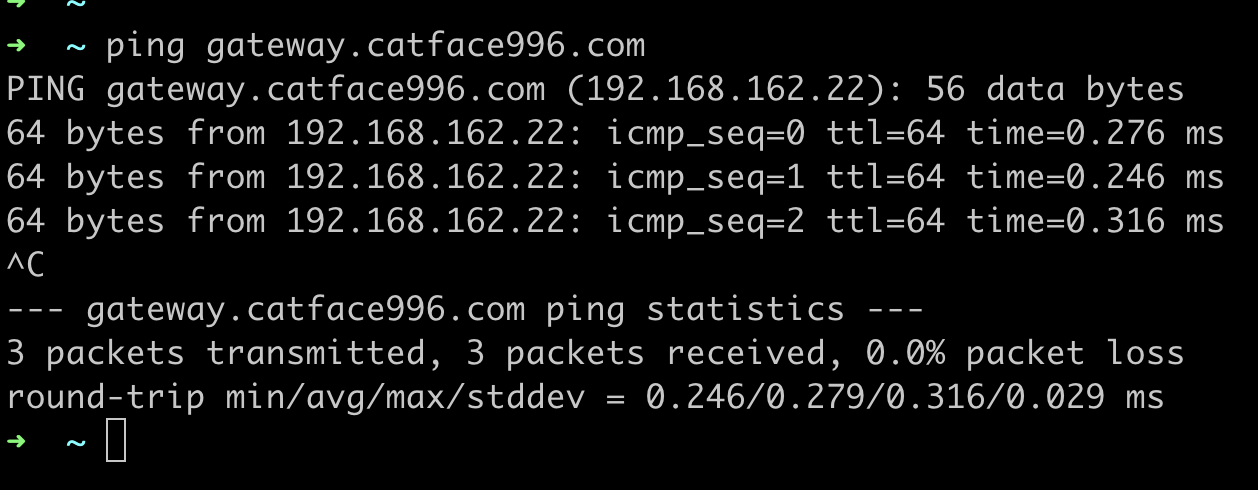 ➜  ~
➜  ~ ping gateway.catface996.com
PING gateway.catface996.com (192.168.162.22): 56 data bytes
64 bytes from 192.168.162.22: icmp_seq=0 ttl=64 time=0.276 ms
64 bytes from 192.168.162.22: icmp_seq=1 ttl=64 time=0.246 ms
64 bytes from 192.168.162.22: icmp_seq=2 ttl=64 time=0.316 ms
^C
--- gateway.catface996.com ping statistics ---
3 packets transmitted, 3 packets received, 0.0% packet loss
round-trip min/avg/max/stddev = 0.246/0.279/0.316/0.029 ms
➜  ~